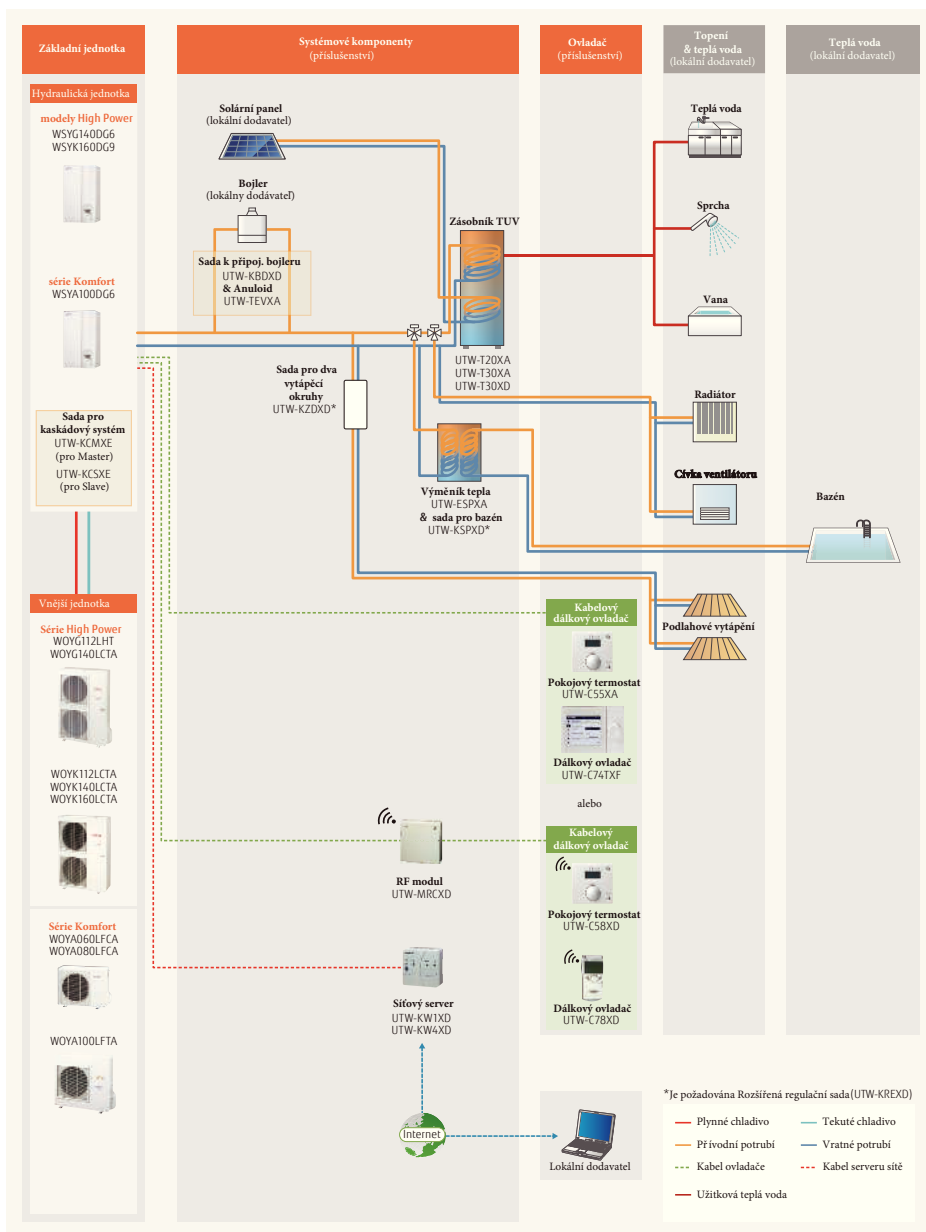 Základní jednotka
Systémové komponenty
(příslušenství)
Ovladač
(příslušenství)
Topení
& teplá voda
(lokální dodavatel)
Teplá voda
(lokální dodavatel)
Hydraulická jednotka
modely High Power
WSYG140DG6
WSYK160DG9
série Komfort
WSYA100DG6
Sada pro
kaskádový systém
UTW-KCMXE
(pro Master)
UTW-KCSXE
(pro Slave)
Vnější jednotka
Série High Power
WOYG112LHT
WOYG140LCTA
WOYK112LCTA
WOYK140LCTA
WOYK160LCTA
Série Komfort
WOYA060LFCA
WOYA080LFCA
WOYA100LFTA
Solární panel
(lokální dodavatel)
Bojler
(lokálny dodávateľ)
Sada k připoj. bojleru
UTW-KBDXD
& Anuloid
UTW-TEVXA
Zásobník TUV
UTW-T20XA
UTW-T30XA
UTW-T30XD
Sada pro dva
vytápěcí
okruhy
UTW-KZDXD*
Výměník tepla
UTW-ESPXA
& sada pro bazén
UTW-KSPXD*
RF modul
UTW-MRCXD
Síťový server
UTW-KW1XD
UTW-KW4XD
Internet
Kabelový
dálkový ovladač
Pokojový termostat
UTW-C55XA
Dálkový ovladač
UTW-C74TXF
alebo
Kabelový
dálkový ovladač
Pokojový termostat
UTW-C58XD
Dálkový ovladač
UTW-C78XD
Lokální dodavatel
Teplá voda
Sprcha
Vana
Radiátor
Cívka ventilátoru
Podlahové vytápění
Bazén
*Je požadována Rozšířená regulační sada(UTW-KREXD)
Plynné chladivo
Tekuté chladivo
Přívodní potrubí
Vratné potrubí
Kabel ovladače
Kabel serveru sítě
Užitková teplá voda